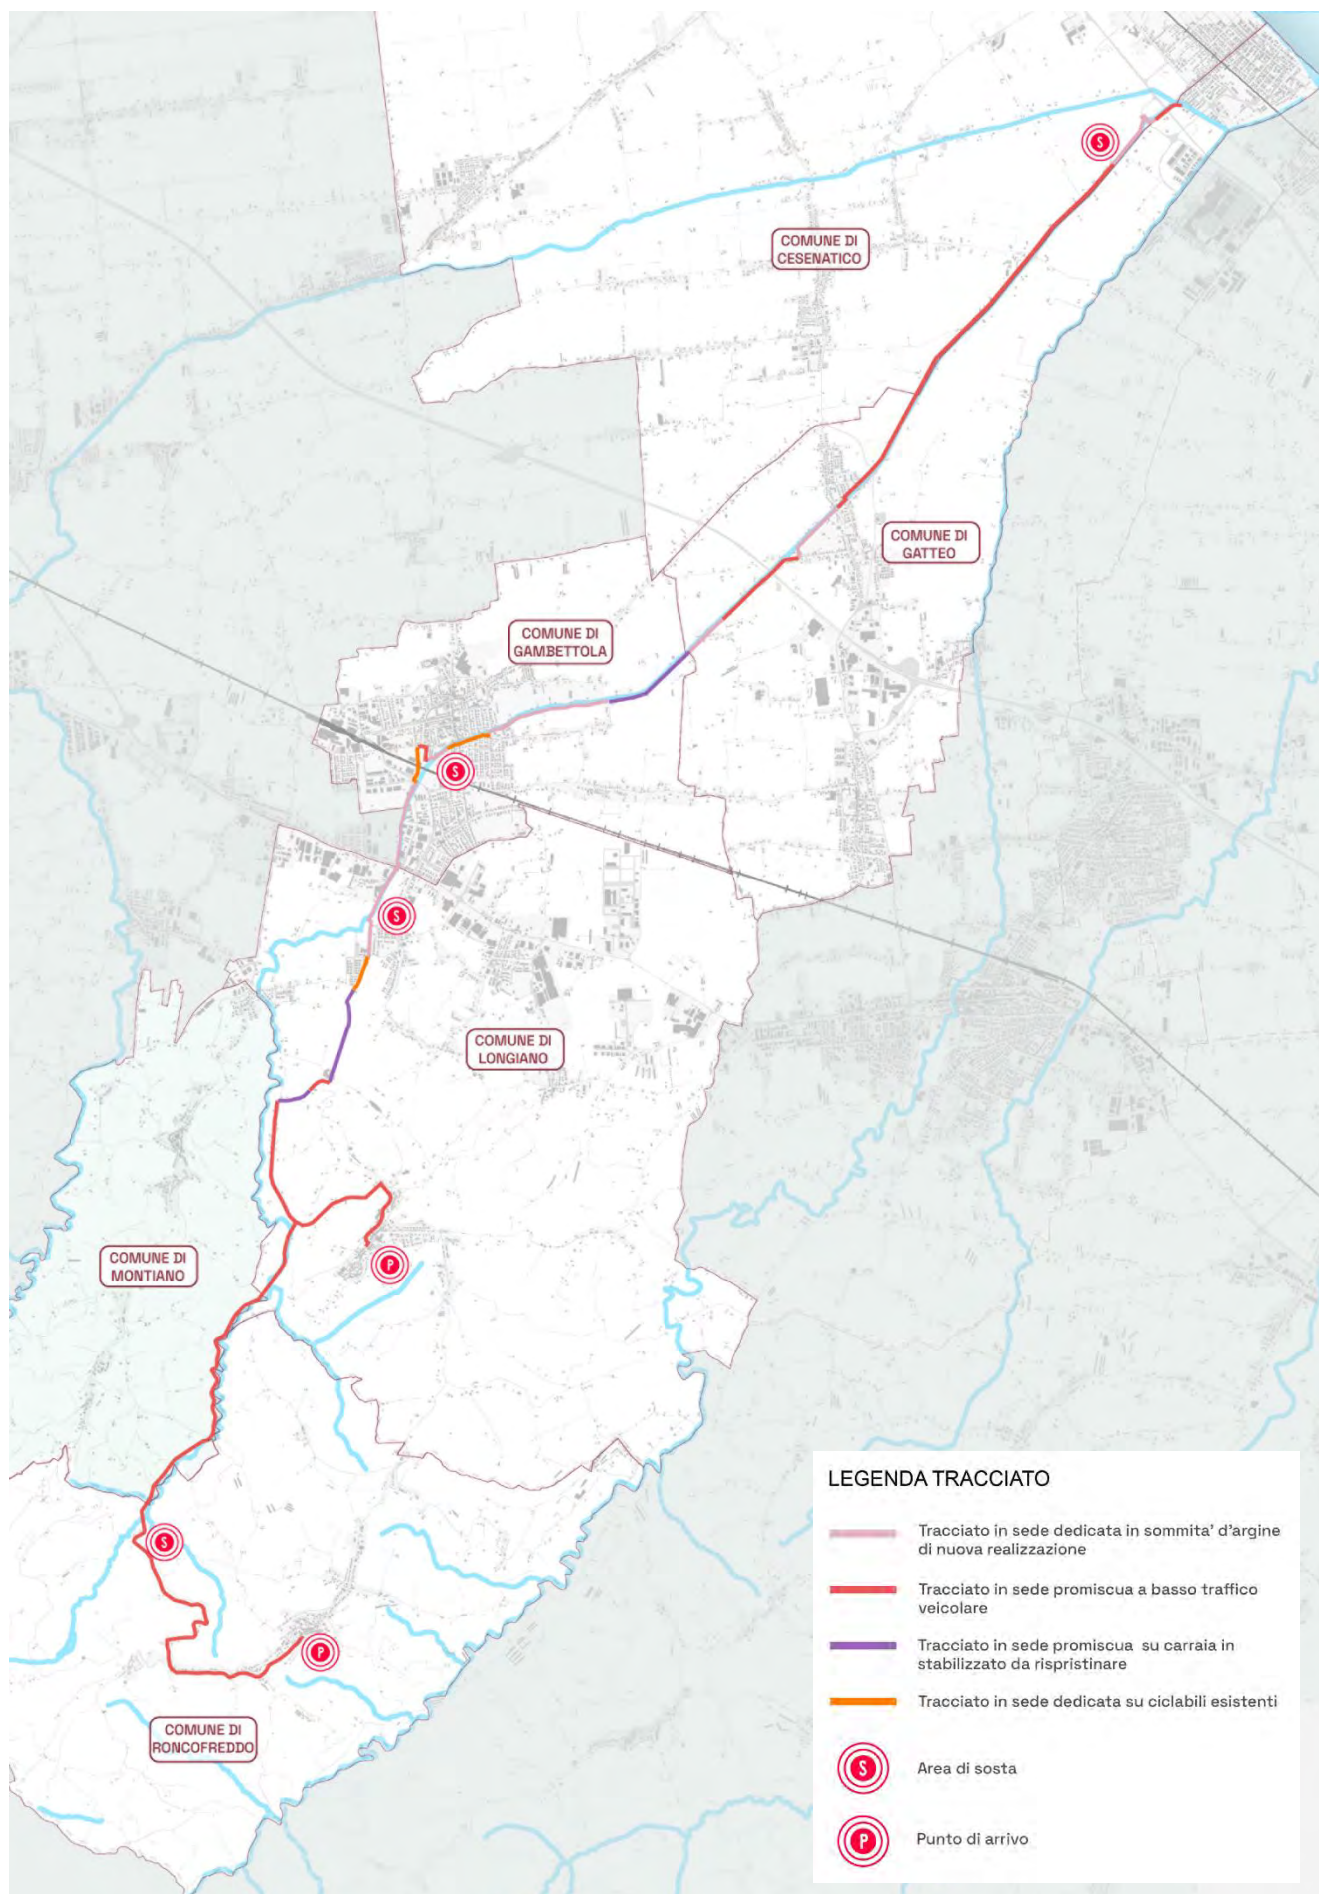 S
COMUNE DI
CESENATICO
COMUNE DI
GATTEO
COMUNE DI
GAMBETTOLA
S
S
COMUNE DI
LONGIANO
COMUNE DI
MONTIANO
P
S
P
COMUNE DI
RONCOFREDDO
LEGENDA TRACCIATO
Tracciato in sede dedicata in sommita' d'argine
di nuova realizzazione
Tracciato in sede promiscua a basso traffico
veicolare
Tracciato in sede promiscua su carraia in
stabilizzato da rispristinare
Tracciato in sede dedicata su ciclabili esistenti
S
Area di sosta
P
Punto di arrivo